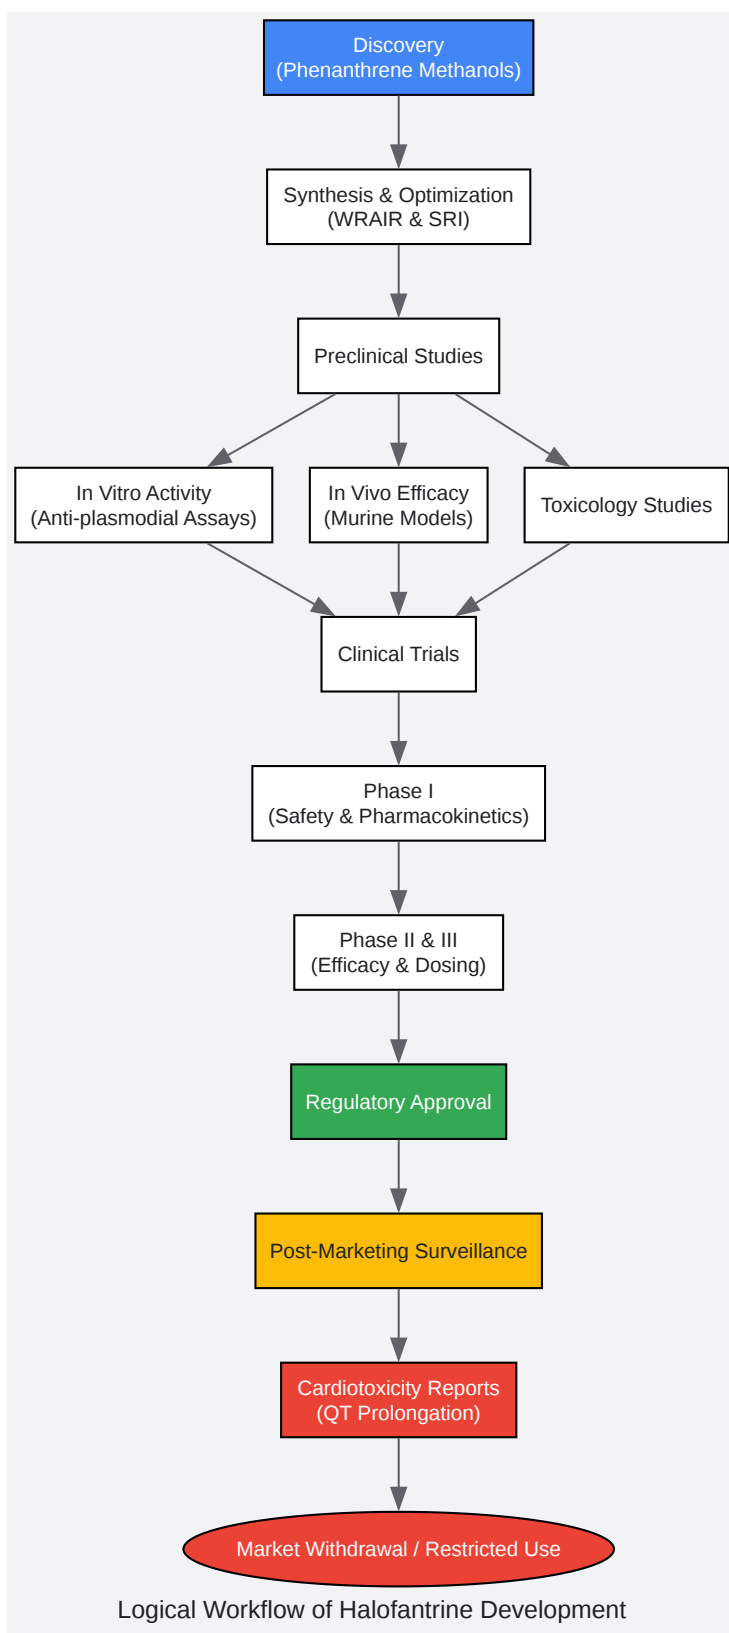 Discovery
(Phenanthrene Methanols)
Synthesis & Optimization
(WRAIR & SRI)
Preclinical Studies
In Vitro Activity
(Anti-plasmodial Assays)
In Vivo Efficacy
(Murine Models)
Toxicology Studies
Clinical Trials
Phase I
(Safety & Pharmacokinetics)
Phase II & III
(Efficacy & Dosing)
Regulatory Approval
Post-Marketing Surveillance
Cardiotoxicity Reports
(QT Prolongation)
Market Withdrawal / Restricted Use
Logical Workflow of Halofantrine Development